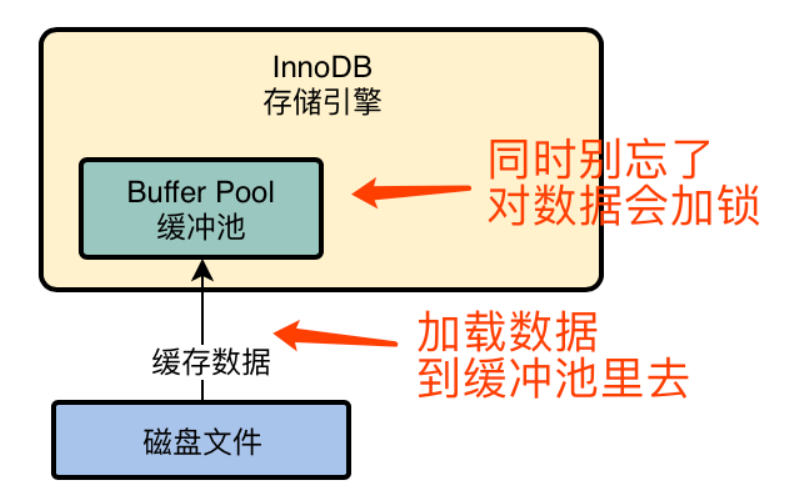 InnoDB
存储引擎
Buffer Pool
缓冲池
同时别忘了
对数据会加锁
加载数据
到缓冲池里去
缓存数据
磁盘文件